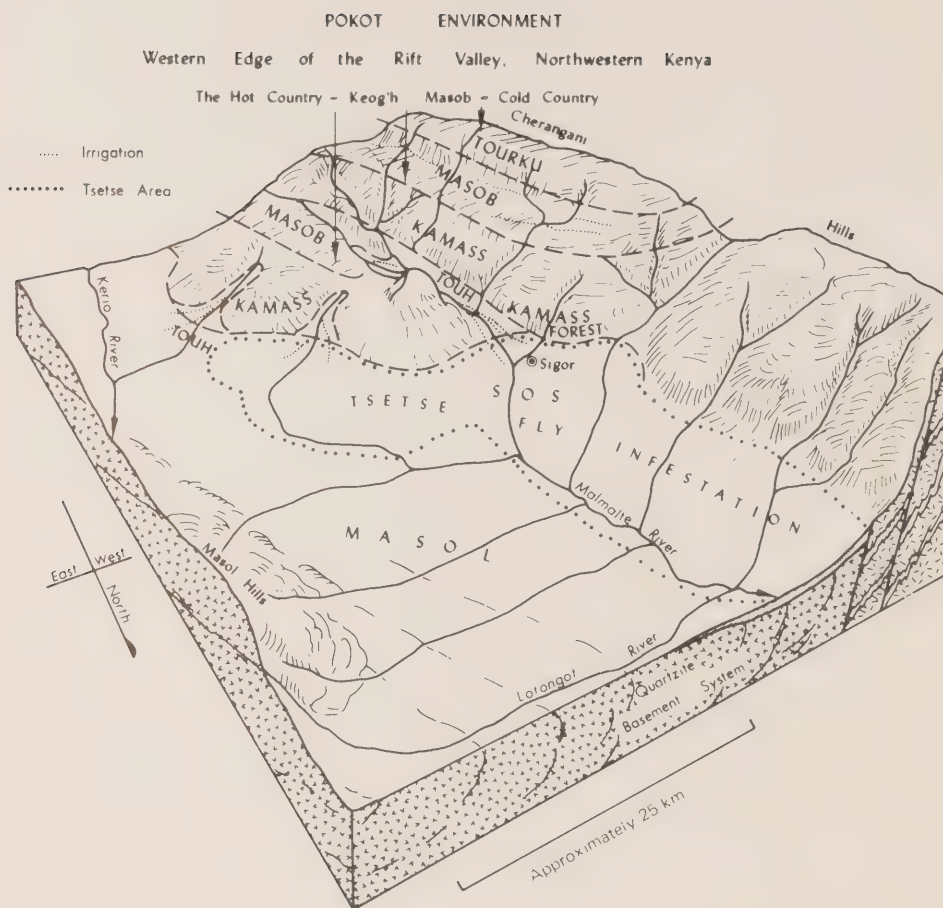 POKOT ENVIRONMENT
Western Edge of the Rift Valley, Northwestern Kenya
The Hot Country - Keog'h Masob - Cold Country
Irrigation
Tsetse Area
Cherangani
Hills
TOURKU
MASOB
MASOB
KAMASS
KAMASS
TOUH
TOUH
KAMASS
FOREST
Kerio
River
Sigor
TSETSE
SOS
FLY
INFESTATION
MASOL
Malmalte
River
Masol
Hills
East West
North
Lotongot River
Quartzite
Basement System
Approximately 25 km